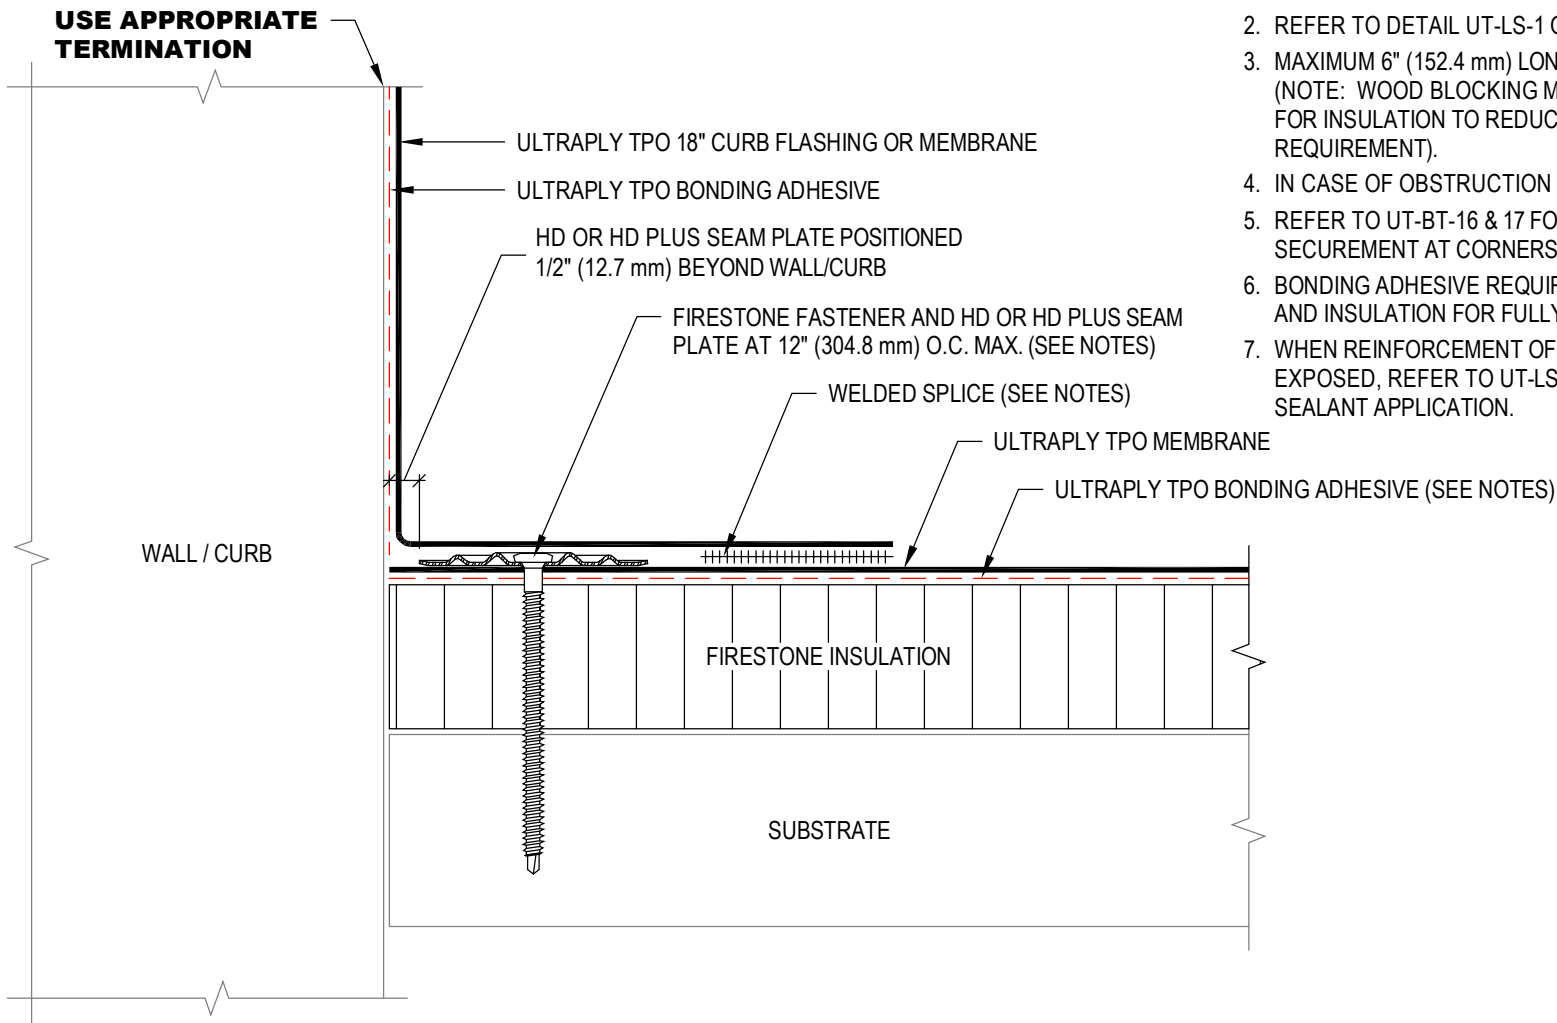 USE APPROPRIATE
TERMINATION
ULTRAPLY TPO 18" CURB FLASHING OR MEMBRANE
ULTRAPLY TPO BONDING ADHESIVE
HD OR HD PLUS SEAM PLATE POSITIONED
1/2" (12.7 mm) BEYOND WALL/CURB
FIRESTONE FASTENER AND HD OR HD PLUS SEAM
PLATE AT 12" (304.8 mm) O.C. MAX. (SEE NOTES)
WELDED SPLICE (SEE NOTES)
ULTRAPLY TPO MEMBRANE
ULTRAPLY TPO BONDING ADHESIVE (SEE NOTES)
WALL / CURB
FIRESTONE INSULATION
SUBSTRATE
2. REFER TO DETAIL UT-LS-1
3. MAXIMUM 6" (152.4 mm)
(NOTE: WOOD BLOCKING
FOR INSULATION TO
REQUIREMENT).
4. IN CASE OF OBSTRUCTION
5. REFER TO UT-BT-16 & 17
SECUREMENT AT CORNERS
6. BONDING ADHESIVE
AND INSULATION FOR
7. WHEN REINFORCEMENT OF
EXPOSED, REFER TO
SEALANT APPLICATION.